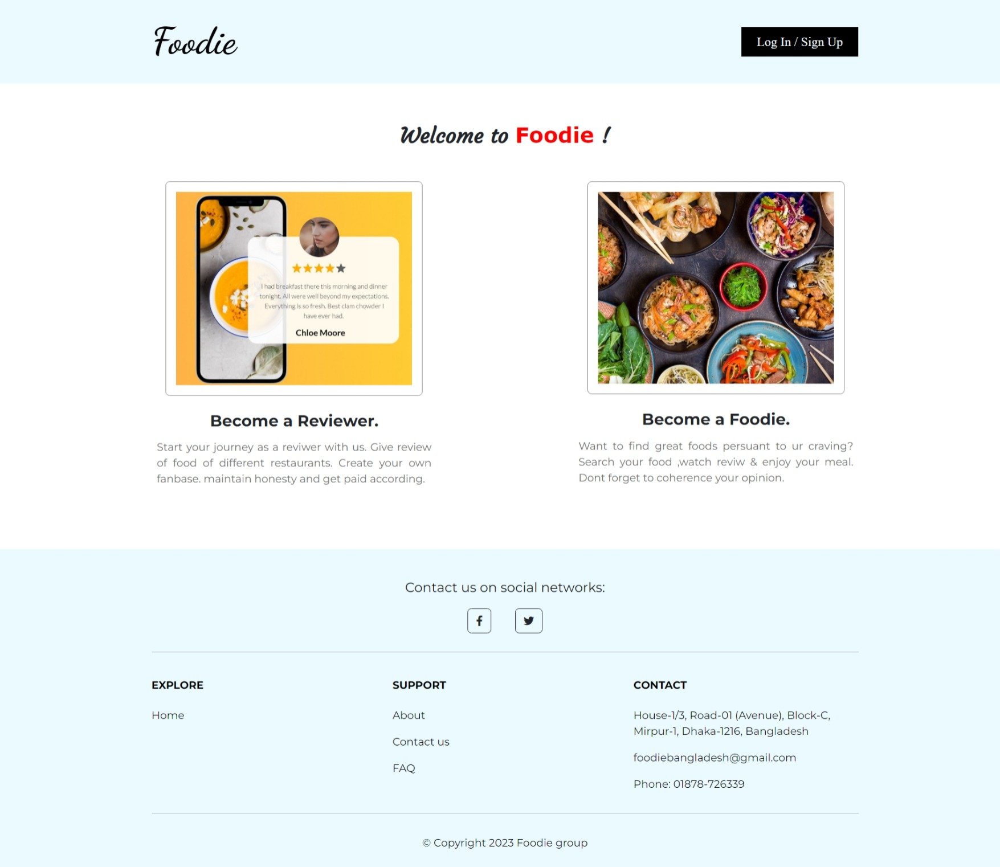 Foodie
Log In / Sign Up
Welcome to Foodie !
I had breakfast there this morning and dinner
tonight. All were well beyond my expectations.
Everything is so fresh. Best clam chowder I
have ever had.
Chloe Moore
Become a Reviewer.
Start your journey as a reviwer with us. Give review
of food of different restaurants. Create your own
fanbase. maintain honesty and get paid according.
Become a Foodie.
Want to find great foods persuant to ur craving?
Search your food ,watch reviw & enjoy your meal.
Dont forget to coherence your opinion.
Contact us on social networks:
EXPLORE
Home
SUPPORT
About
Contact us
FAQ
CONTACT
House-1/3, Road-01 (Avenue), Block-C,
Mirpur-1, Dhaka-1216, Bangladesh
foodiebangladesh@gmail.com
Phone: 01878-726339
© Copyright 2023 Foodie group